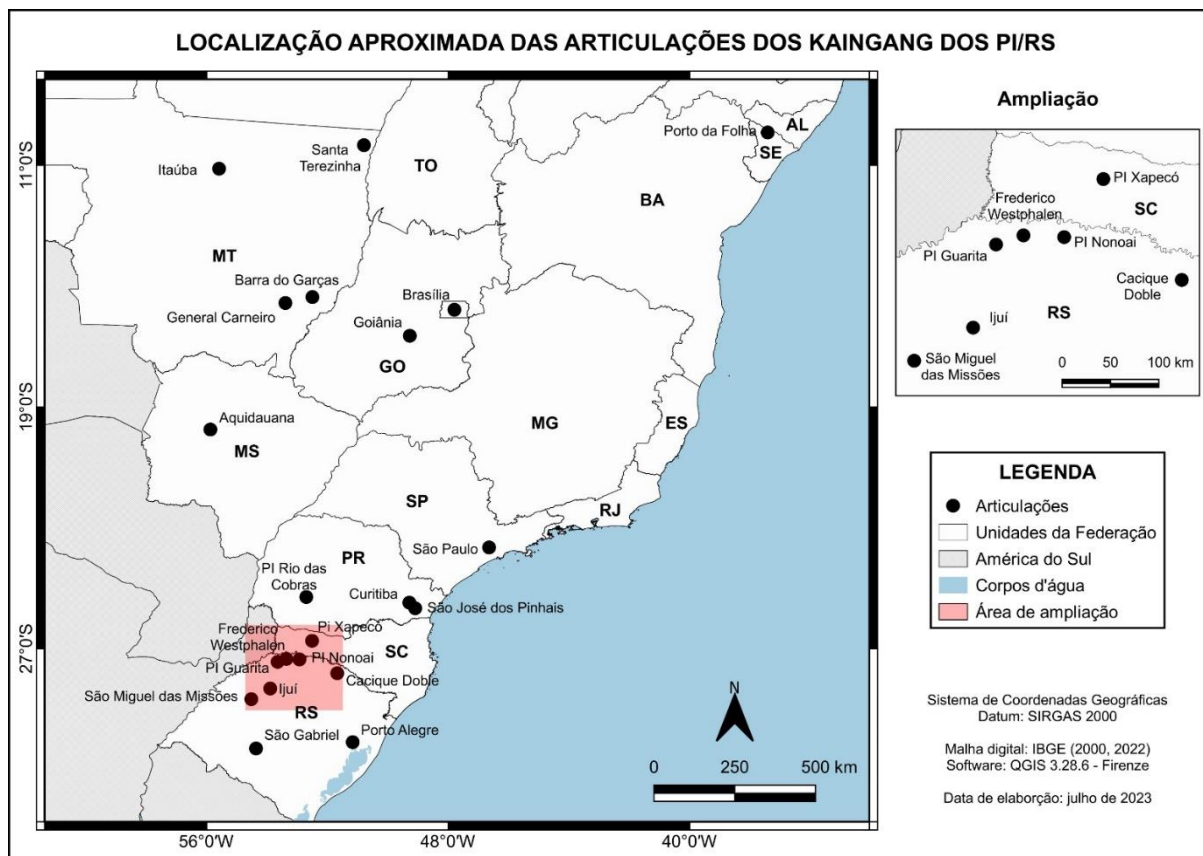 LOCALIZAÇÃO APROXIMADA DAS ARTICULAÇÕES DOS KAINGANG DOS PI/RS
11°S
19°S
27°S
56°W
48°W
40°W
Porto da Folha
AL
SE
Santa
Terezinha
Itaúba
TO
BA
MT
Barra do Garças
General Carneiro
Brasília
Goiânia
GO
Aquidauana
MS
MG
ES
SP
RJ
São Paulo
PR
PI Rio das
Cobras
Curitiba
São José dos Pinhais
Pi Xapecó
Frederico
Westphalen
PI Nonoai
SC
PI Guarita
Cacique Doble
São Miguel das Missões
Ijuí
RS
São Gabriel
Porto Alegre
N
0 250 500 km
Ampliação
PI Xapecó
SC
Frederico
Westphalen
PI Nonoai
PI Guarita
Cacique
Doble
Ijuí
RS
São Miguel
das Missões
0 50 100 km
LEGENDA
Articulações
Unidades da Federação
América do Sul
Corpos d'água
Área de ampliação
Sistema de Coordenadas Geográficas
Datum: SIRGAS 2000
Malha digital: IBGE (2000, 2022)
Software: QGIS 3.28.6 - Firenze
Data de elaboração: julho de 2023